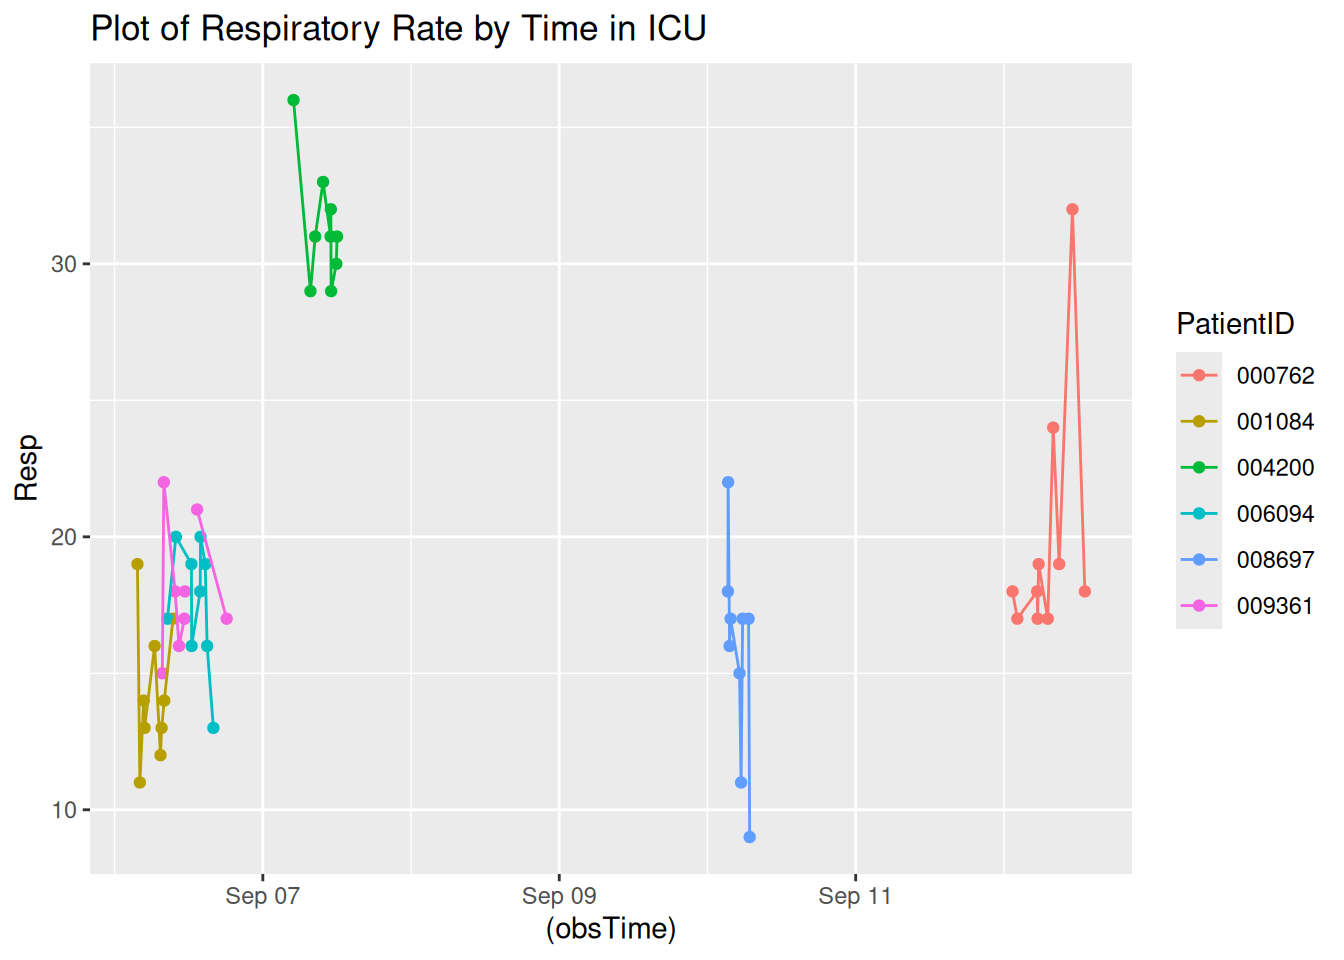 Plot of Respiratory Rate by Time in ICU
30
20
10
Resp
Sep 07
Sep 09
Sep 11
(obsTime)
PatientID
000762
001084
004200
006094
008697
009361